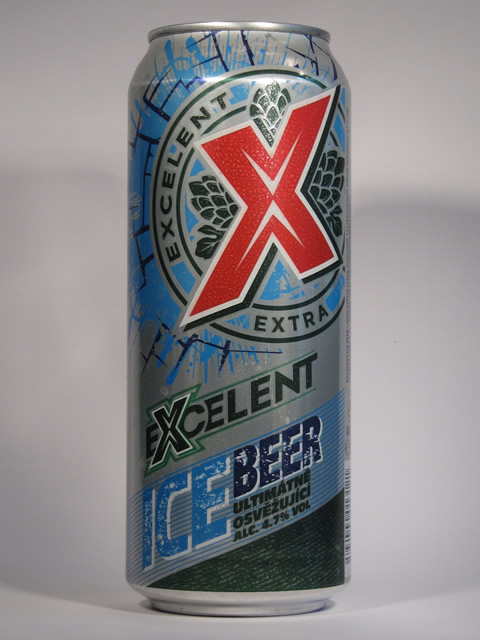 EXCELENT
X
EXTRA
EXCELENT
ICE BEER
ULTIMÁTNĚ
OSVĚŽUJÍCÍ
ALC. 4.7% VOL